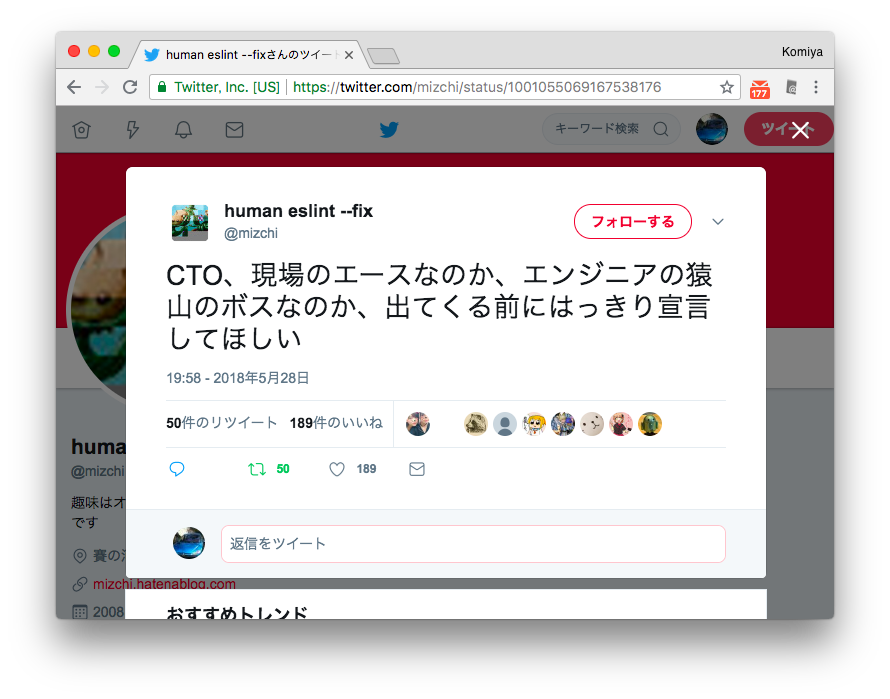 human eslint --fixさんのツイー
Komiya
Twitter, Inc. [US]
https://twitter.com/mizchi/status/1001055069167538176
177
キーワード検索
ツイート
human eslint --fix
@mizchi
フォローする
CTO、現場のエースなのか、エンジニアの猿
山のボスなのか、出てくる前にはっきり宣言
してほしい
19:58 - 2018年5月28日
50件のリツイート 189件のいいね
50
189
返信をツイート
huma
@mizchi
趣味はオ
です
賽の
mizchi.hatenablog.com
2008
おすすめトレンド